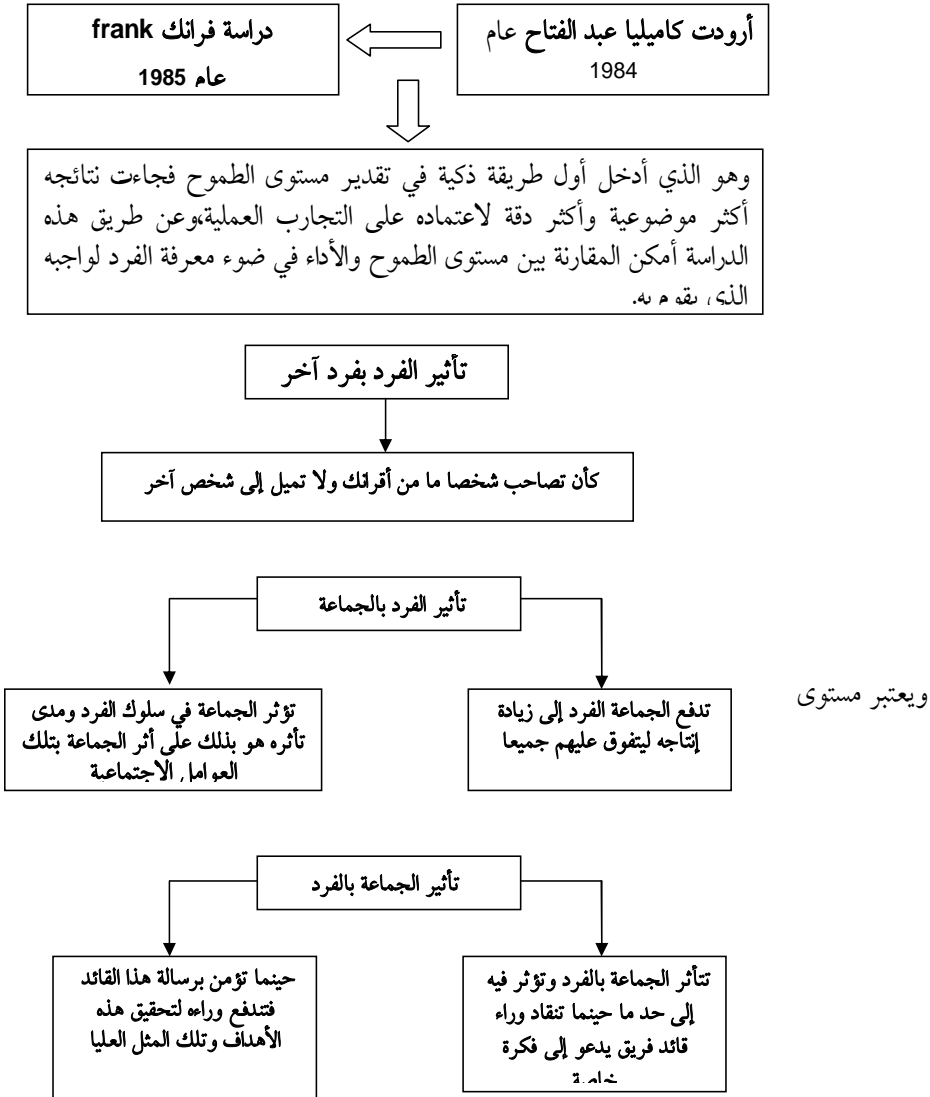 أرودت كاميليا عبد الفتاح عام
1984
دراسة فرانك frank
عام 1985
وهو الذي أدخل أول طريقة ذكية في تقدير مستوى الطموح فجاءت نتائجه
أكثر موضوعية وأكثر دقة لاعتماده على التجارب العملية،وعن طريق هذه
الدراسة أمكن المقارنة بين مستوى الطموح والأداء في ضوء معرفة الفرد لواجبه
الذي يقوم به.
تأثير الفرد بفرد آخر
كأن تصاحب شخصا ما من أقرانك ولا تميل إلى شخص آخر
تأثير الفرد بالجماعة
ويعتبر مستوى
تدفع الجماعة الفرد إلى زيادة
إنتاجه ليتفوق عليهم جميعا
تؤثر الجماعة في سلوك الفرد ومدى
تأثره هو بذلك على أثر الجماعة بتلك
العوامل الاجتماعية
تأثير الجماعة بالفرد
تتأثر الجماعة بالفرد وتؤثر فيه
إلى حد ما حينما تنقاد وراء
قائد فريق يدعو إلى فكرة
خاصة
حينما تؤمن برسالة هذا القائد
فتندفع وراءه لتحقيق هذه
الأهداف وتلك المثل العليا